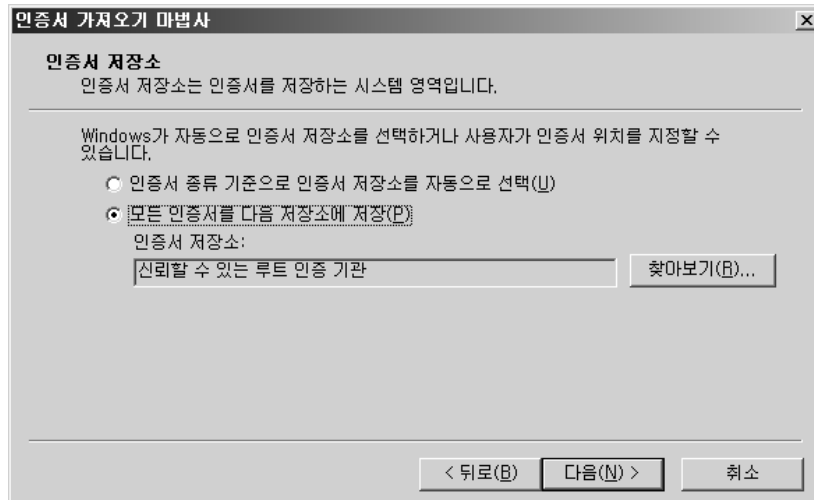 인증서 가져오기 마법사
인증서 저장소
인증서 저장소는 인증서를 저장하는 시스템 영역입니다.
Windows가 자동으로 인증서 저장소를 선택하거나 사용자가 인증서 위치를 지정할 수
있습니다.
인증서 종류 기준으로 인증서 저장소를 자동으로 선택(U)
모든 인증서를 다음 저장소에 저장(P)
인증서 저장소:
신뢰할 수 있는 루트 인증 기관
찾아보기(R)...
< 뒤로(B)
다음(N) >
취소